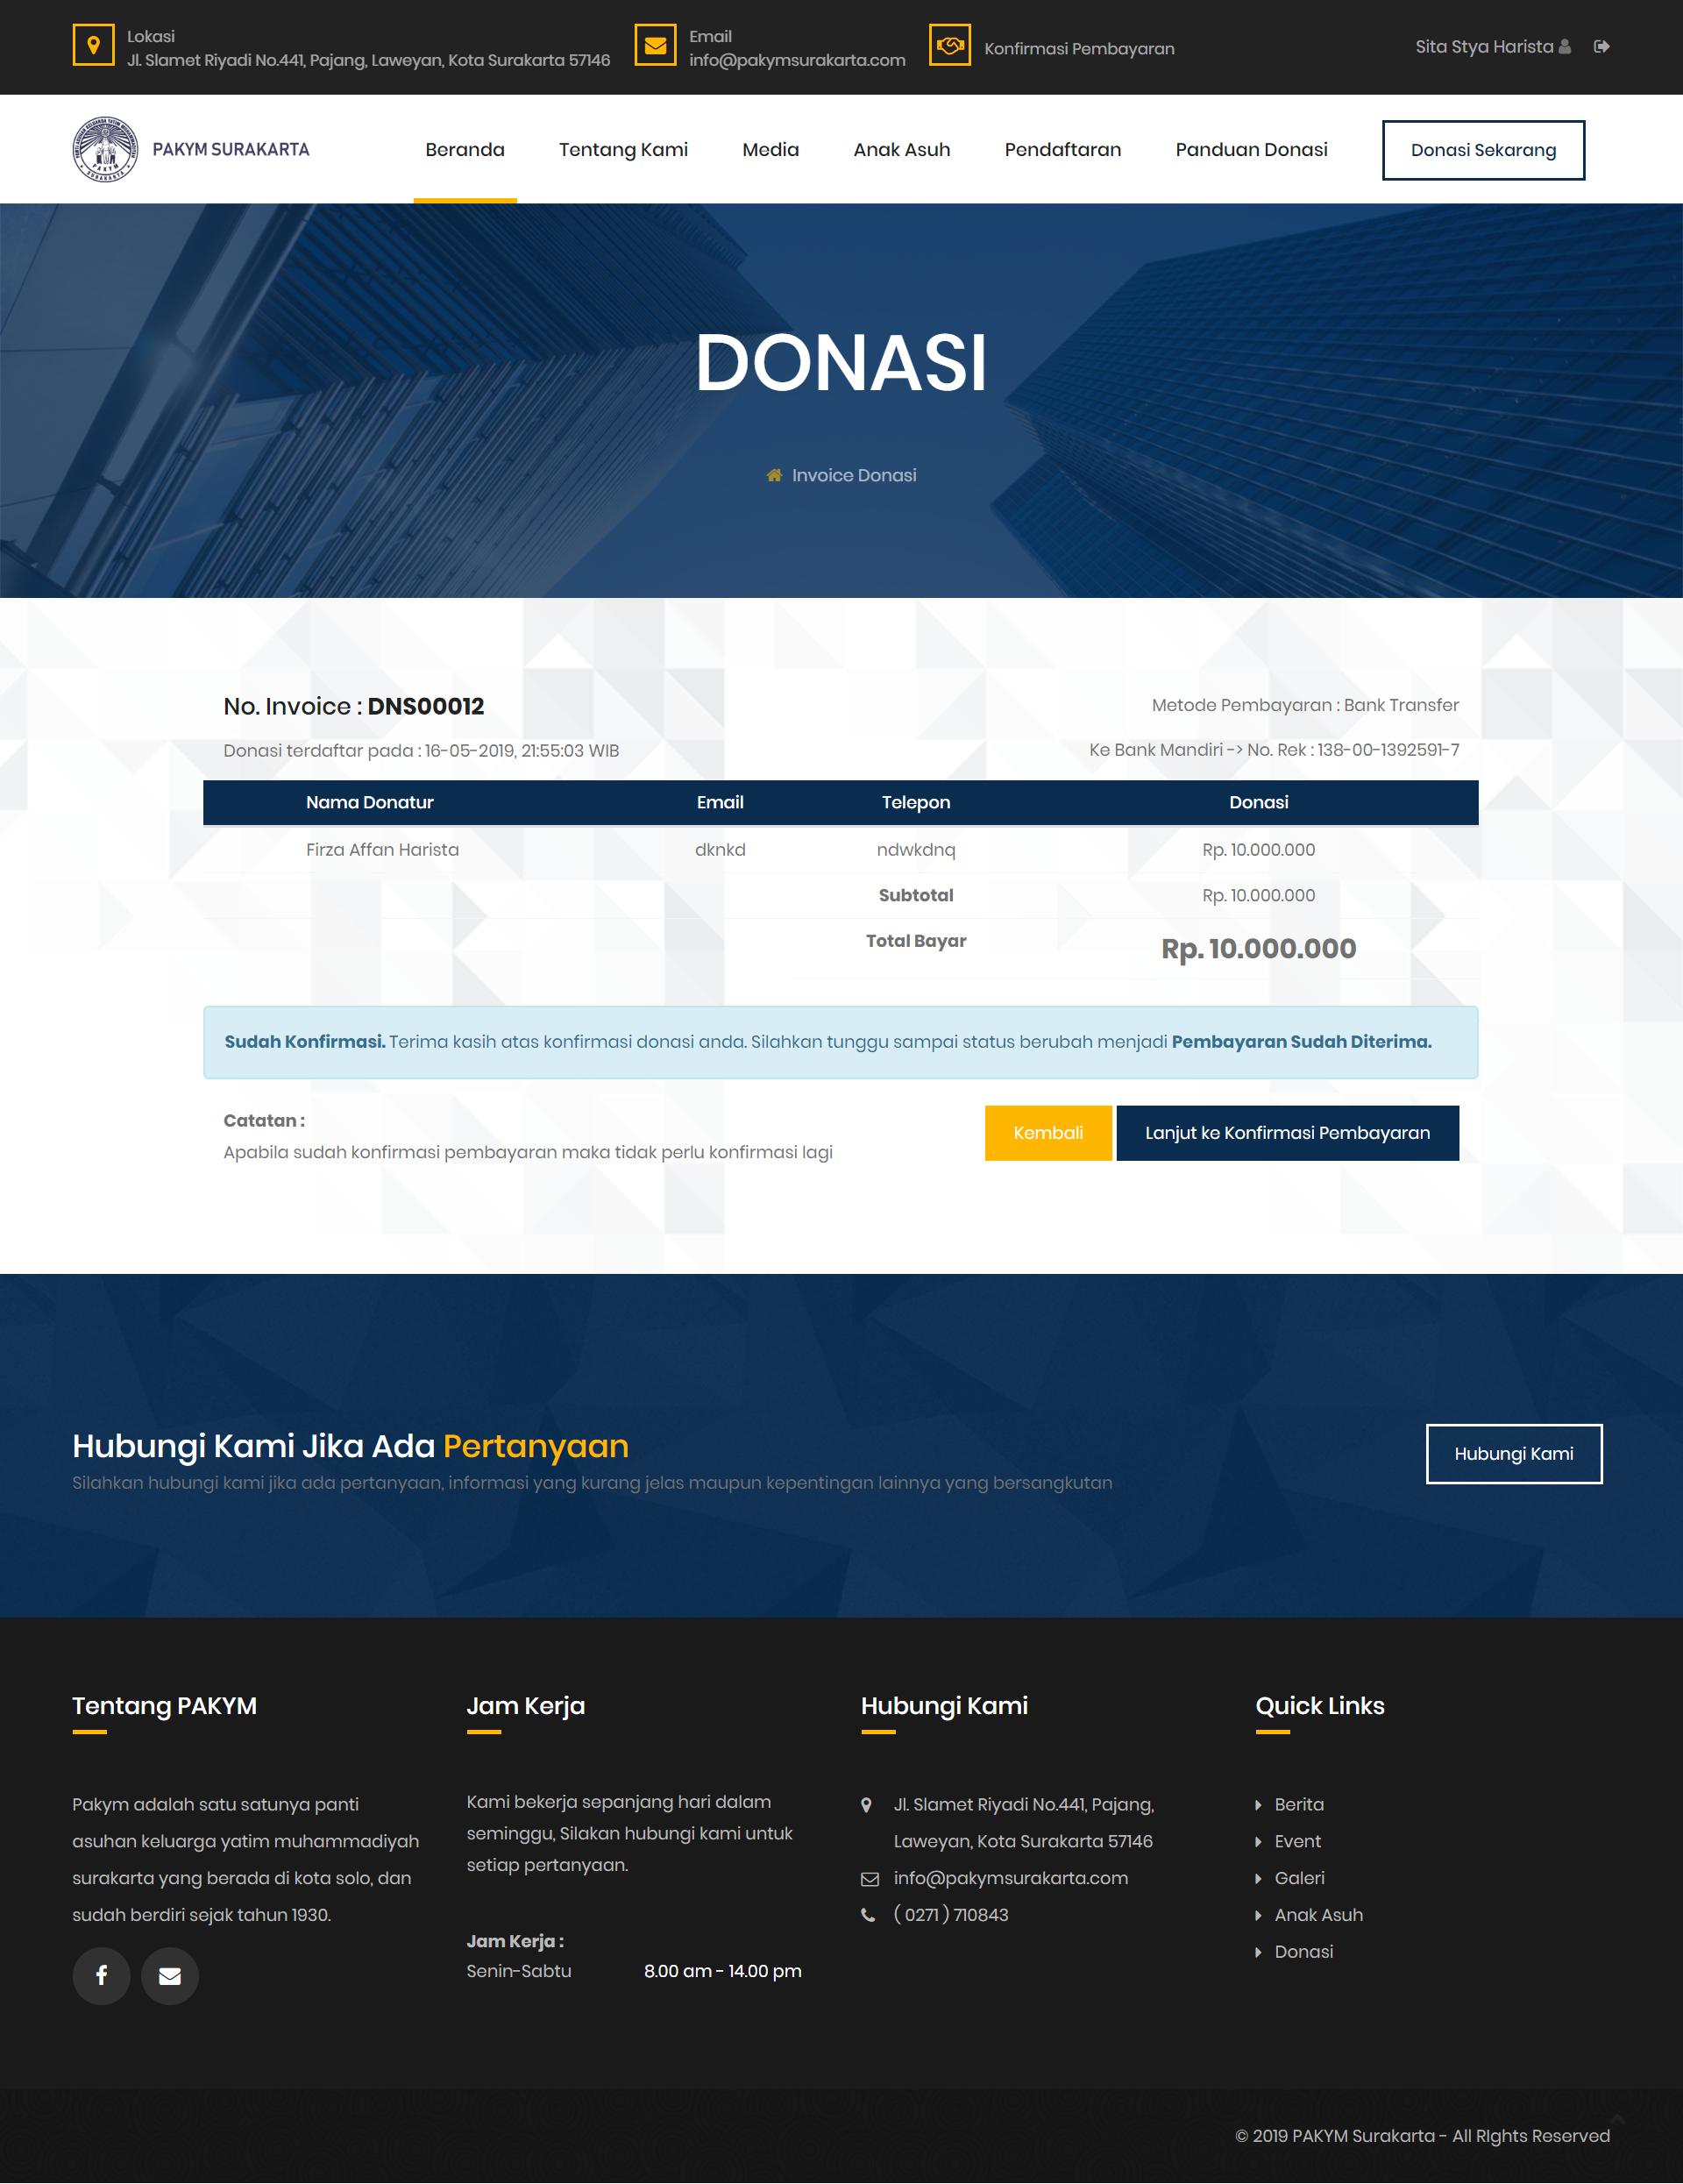 Lokasi
Jl. Slamet Riyadi No.441, Pajang, Laweyan, Kota Surakarta 57146
Email
info@pakymsurakarta.com
Konfirmasi Pembayaran
Sita Stya Harista
PAKYM SURAKARTA
Beranda
Tentang Kami
Media
Anak Asuh
Pendaftaran
Panduan Donasi
Donasi Sekarang
DONASI
Invoice Donasi
No. Invoice : DNS00012
Metode Pembayaran : Bank Transfer
Donasi terdaftar pada : 16-05-2019, 21:55:03 WIB
Ke Bank Mandiri -> No. Rek : 138-00-1392591-7
Nama Donatur Email Telepon Donasi
Firza Affan Harista dknkd ndwkdnq Rp. 10.000.000
Subtotal Rp. 10.000.000
Total Bayar Rp. 10.000.000
Sudah Konfirmasi. Terima kasih atas konfirmasi donasi anda. Silahkan tunggu sampai status berubah menjadi Pembayaran Sudah Diterima.
Catatan :
Apabila sudah konfirmasi pembayaran maka tidak perlu konfirmasi lagi
Kembali
Lanjut ke Konfirmasi Pembayaran
Hubungi Kami Jika Ada Pertanyaan
Silahkan hubungi kami jika ada pertanyaan, informasi yang kurang jelas maupun kepentingan lainnya yang bersangkutan
Hubungi Kami
Tentang PAKYM
Pakym adalah satu satunya panti
asuhan keluarga yatim muhammadiyah
surakarta yang berada di kota solo, dan
sudah berdiri sejak tahun 1930.
Jam Kerja
Kami bekerja sepanjang hari dalam
seminggu, Silakan hubungi kami untuk
setiap pertanyaan.
Jam Kerja :
Senin-Sabtu 8.00 am - 14.00 pm
Hubungi Kami
Jl. Slamet Riyadi No.441, Pajang,
Laweyan, Kota Surakarta 57146
info@pakymsurakarta.com
( 0271 ) 710843
Quick Links
Berita
Event
Galeri
Anak Asuh
Donasi
© 2019 PAKYM Surakarta - All RIghts Reserved